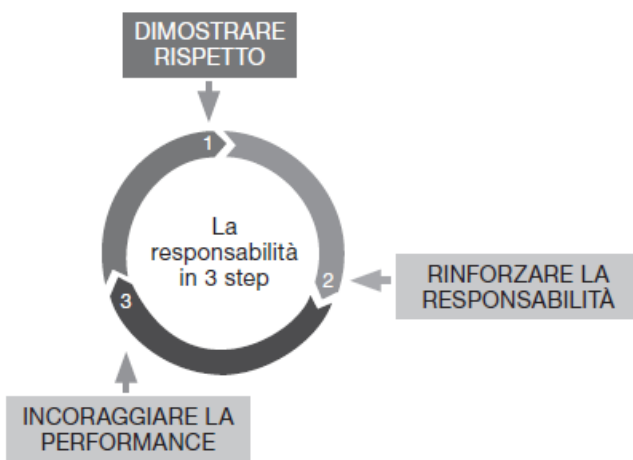 DIMOSTRARE
RISPETTO
1
La
responsabilità
in 3 step
2
RINFORZARE LA
RESPONSABILITÀ
3
INCORAGGIARE LA
PERFORMANCE